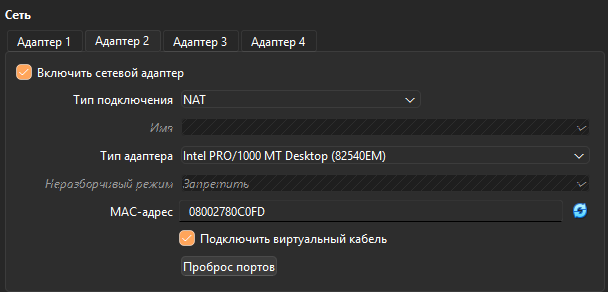 Сеть
Адаптер 1 Адаптер 2 Адаптер 3 Адаптер 4
Включить сетевой адаптер
Тип подключения NAT
Имя
Тип адаптера Intel PRO/1000 MT Desktop (82540EM)
Неразборчивый режим Запретить
MAC-адрес 08002780C0FD
Подключить виртуальный кабель
Проброс портов